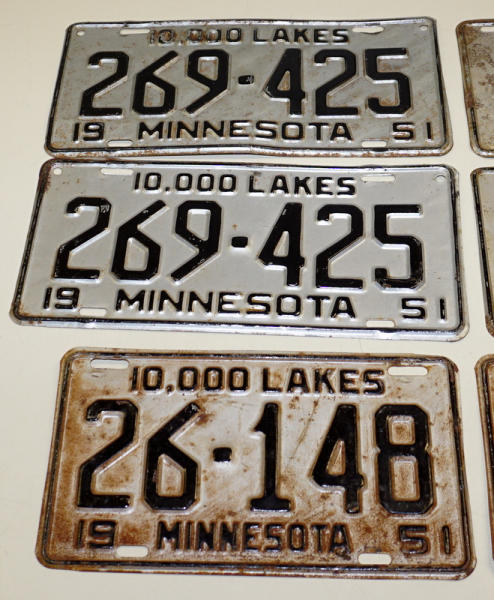 10,000 LAKES
269·425
19 MINNESOTA 51
10,000 LAKES
269·425
19 MINNESOTA 51
10,000 LAKES
26·148
19 MINNESOTA 51